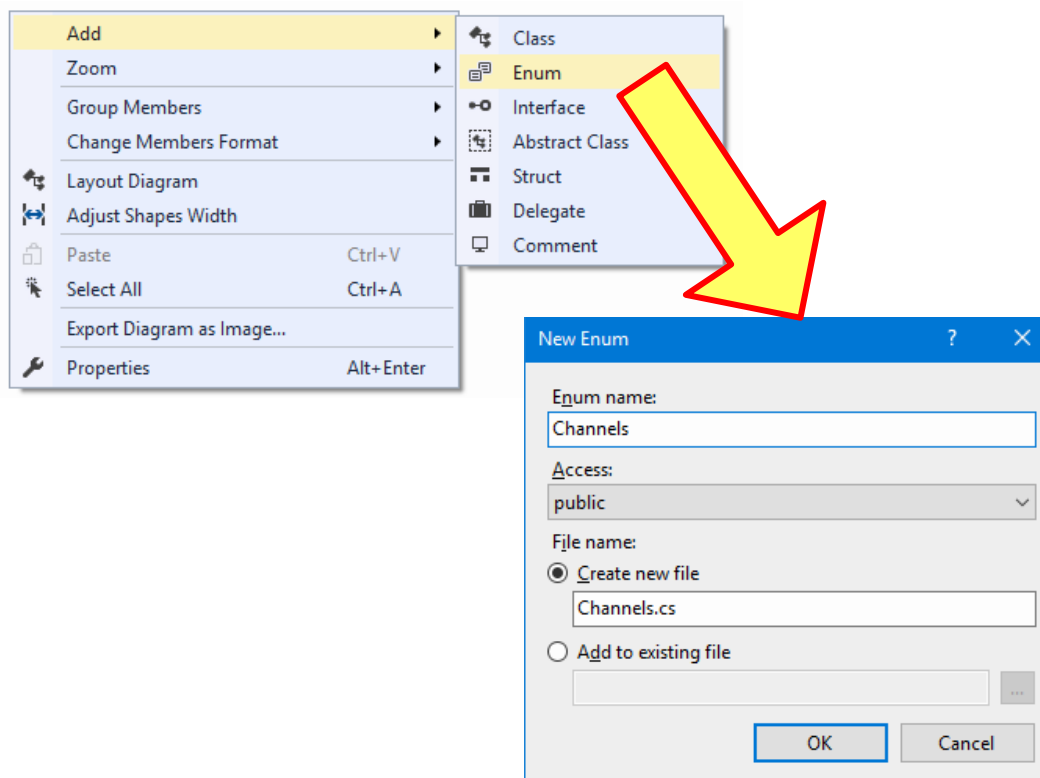 Add
Zoom
Group Members
Change Members Format
Layout Diagram
Adjust Shapes Width
Paste Ctrl+V
Select All Ctrl+A
Export Diagram as Image...
Properties Alt+Enter
Class
Enum
Interface
Abstract Class
Struct
Delegate
Comment
New Enum ?
Enum name:
Channels
Access:
public
File name:
Create new file
Channels.cs
Add to existing file
...
OK Cancel